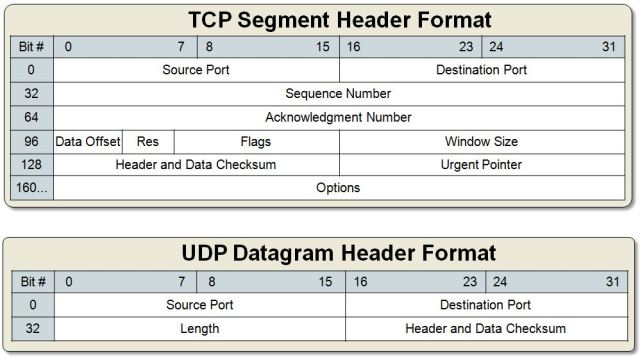 TCP Segment Header Format
Bit # 0 7 8 15 16 23 24 31
0 Source Port Destination Port
32 Sequence Number
64 Acknowledgment Number
96 Data Offset Res Flags Window Size
128 Header and Data Checksum Urgent Pointer
160... Options
UDP Datagram Header Format
Bit # 0 7 8 15 16 23 24 31
0 Source Port Destination Port
32 Length Header and Data Checksum